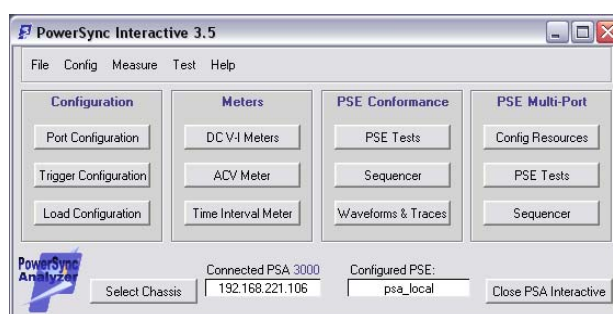 PowerSync Interactive 3.5
File Config Measure Test Help
Configuration Meters PSE Conformance PSE Multi-Port
Port Configuration DC V-I Meters PSE Tests Config Resources
Trigger Configuration ACV Meter Sequencer PSE Tests
Load Configuration Time Interval Meter Waveforms & Traces Sequencer
PowerSync
Analyzer
Connected PSA 3000 Configured PSE:
Select Chassis 192.168.221.106 psa_local Close PSA Interactive